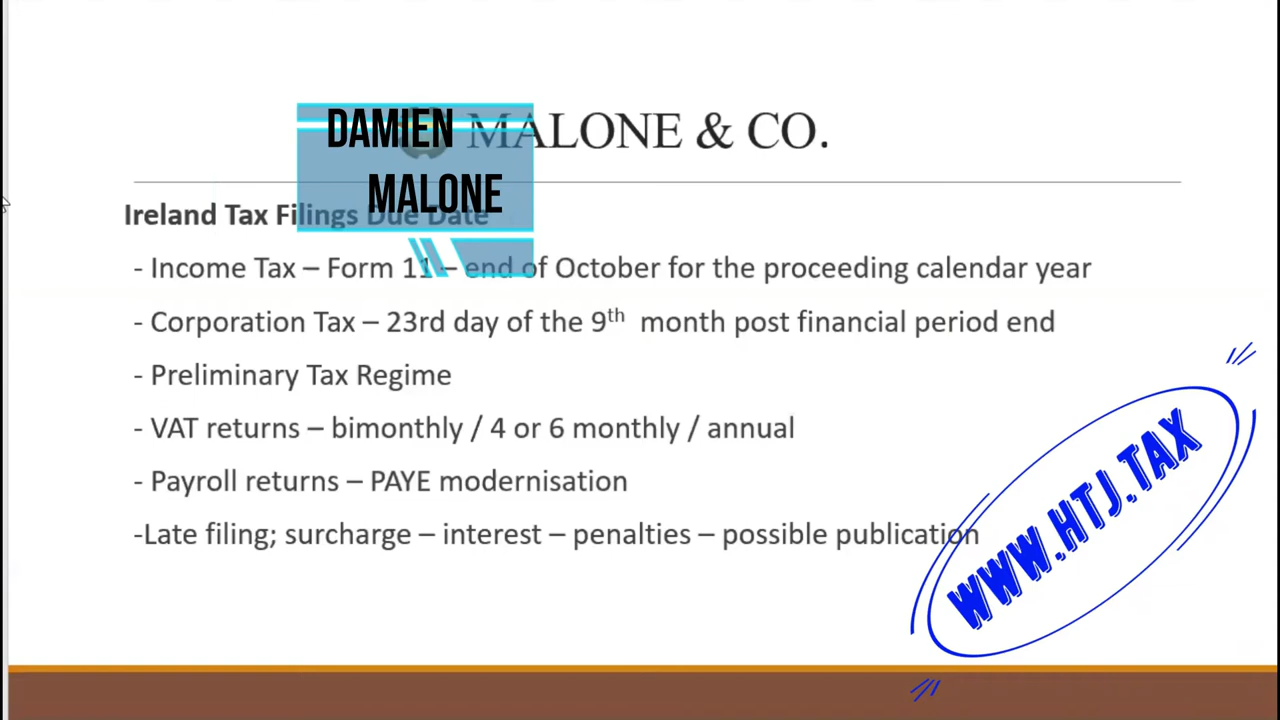 DAMIEN
MALONE
MALONE & CO.
Ireland Tax Filings Due Date
- Income Tax – Form 11 – end of October for the proceeding calendar year
- Corporation Tax – 23rd day of the 9th month post financial period end
- Preliminary Tax Regime
- VAT returns – bimonthly / 4 or 6 monthly / annual
- Payroll returns – PAYE modernisation
-Late filing; surcharge – interest – penalties – possible publication
WWW.HTJ.TAX